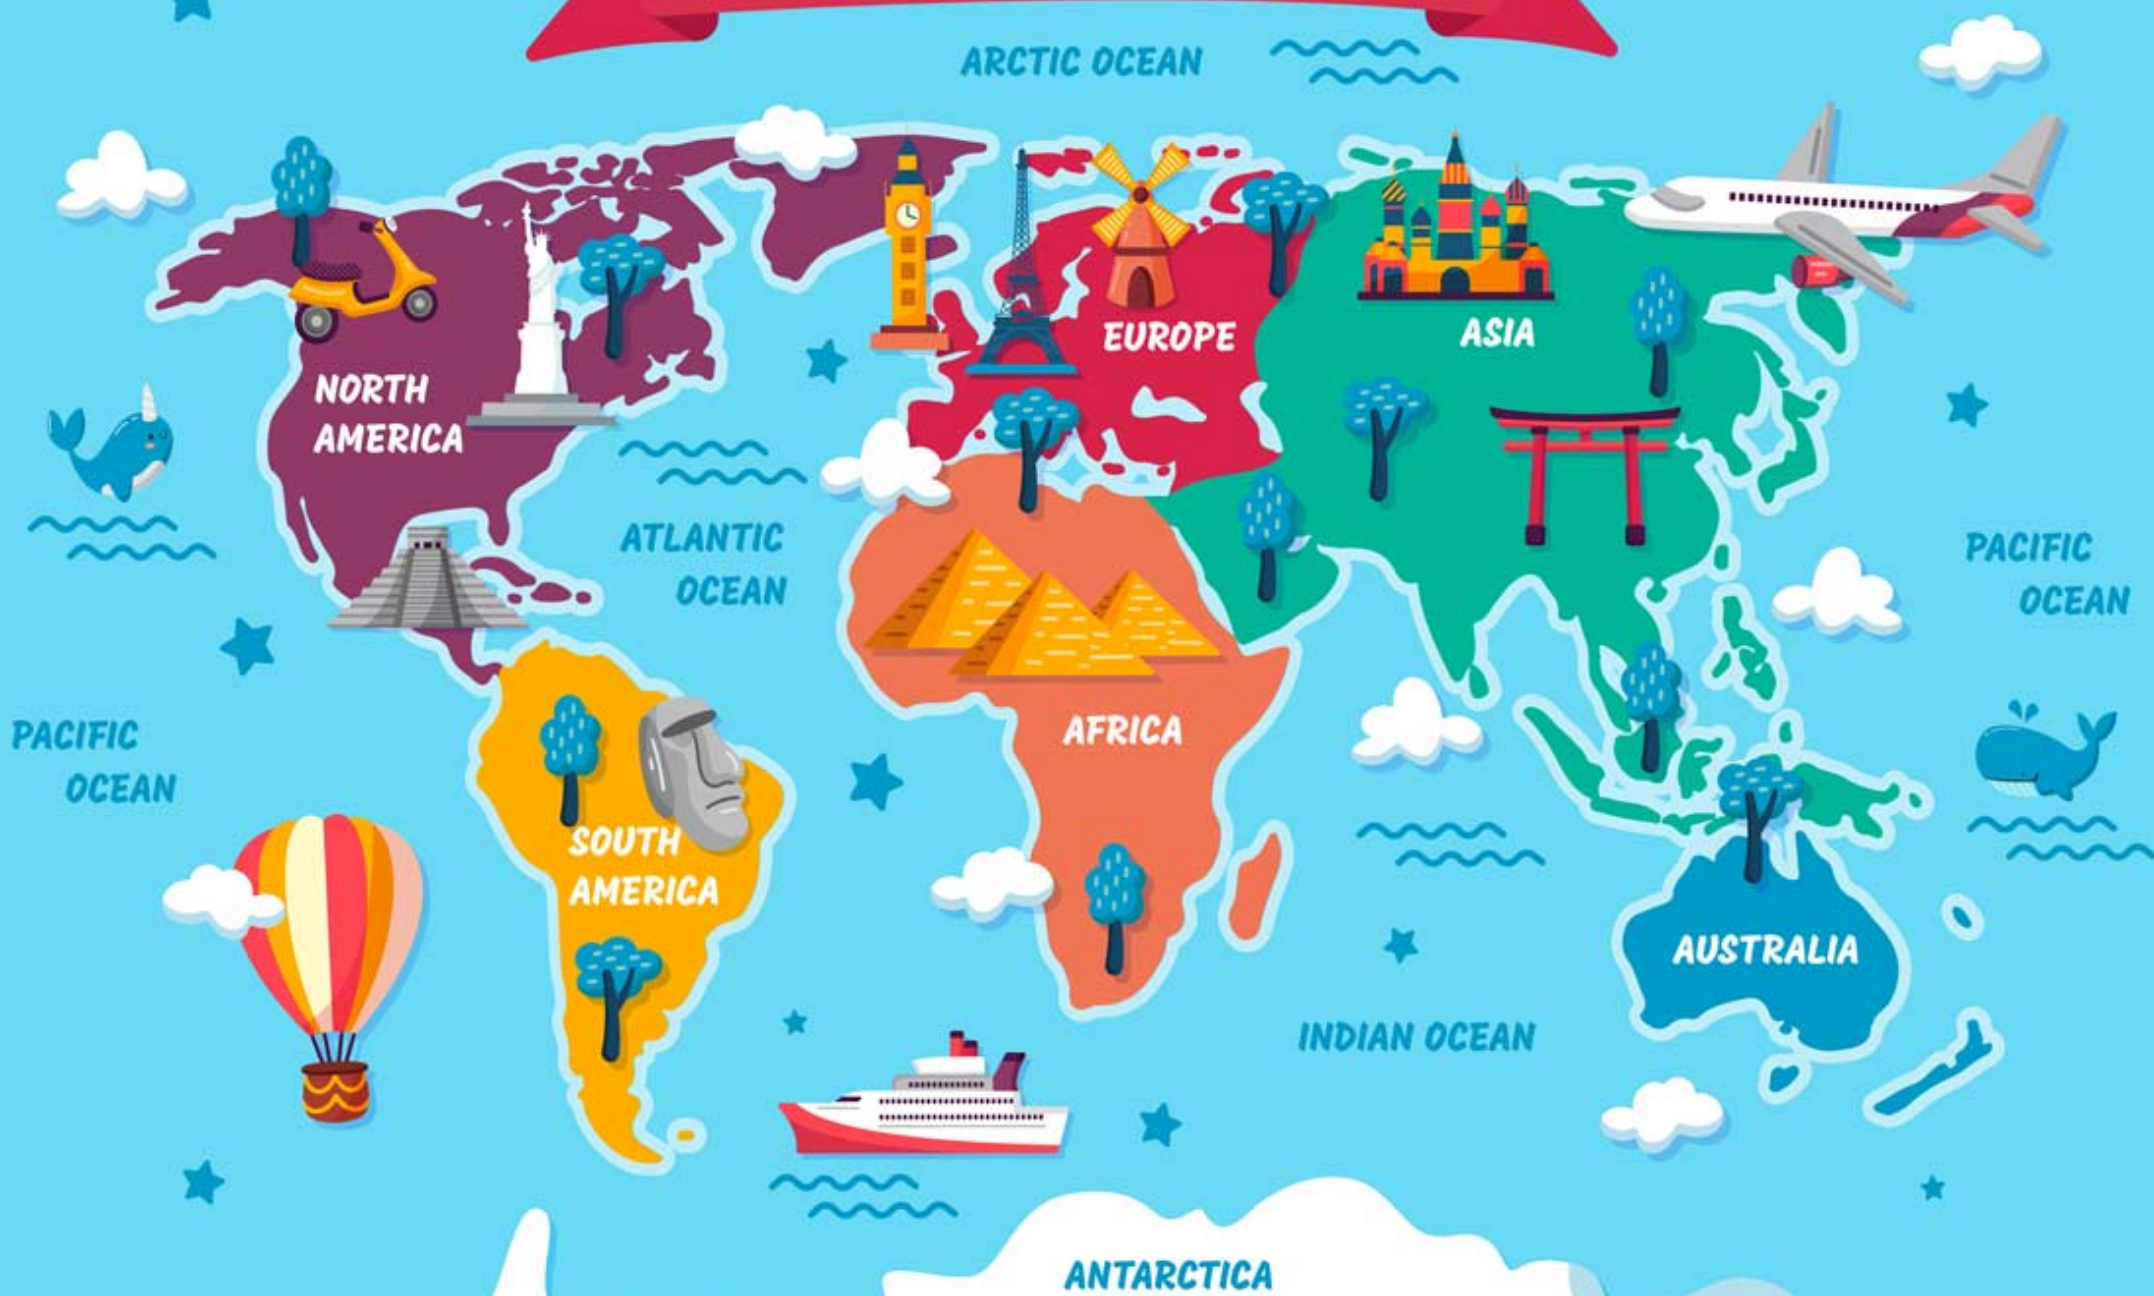 ARCTIC OCEAN
EUROPE
ASIA
NORTH
AMERICA
ATLANTIC
OCEAN
PACIFIC
OCEAN
PACIFIC
OCEAN
AFRICA
SOUTH
AMERICA
AUSTRALIA
INDIAN OCEAN
ANTARCTICA